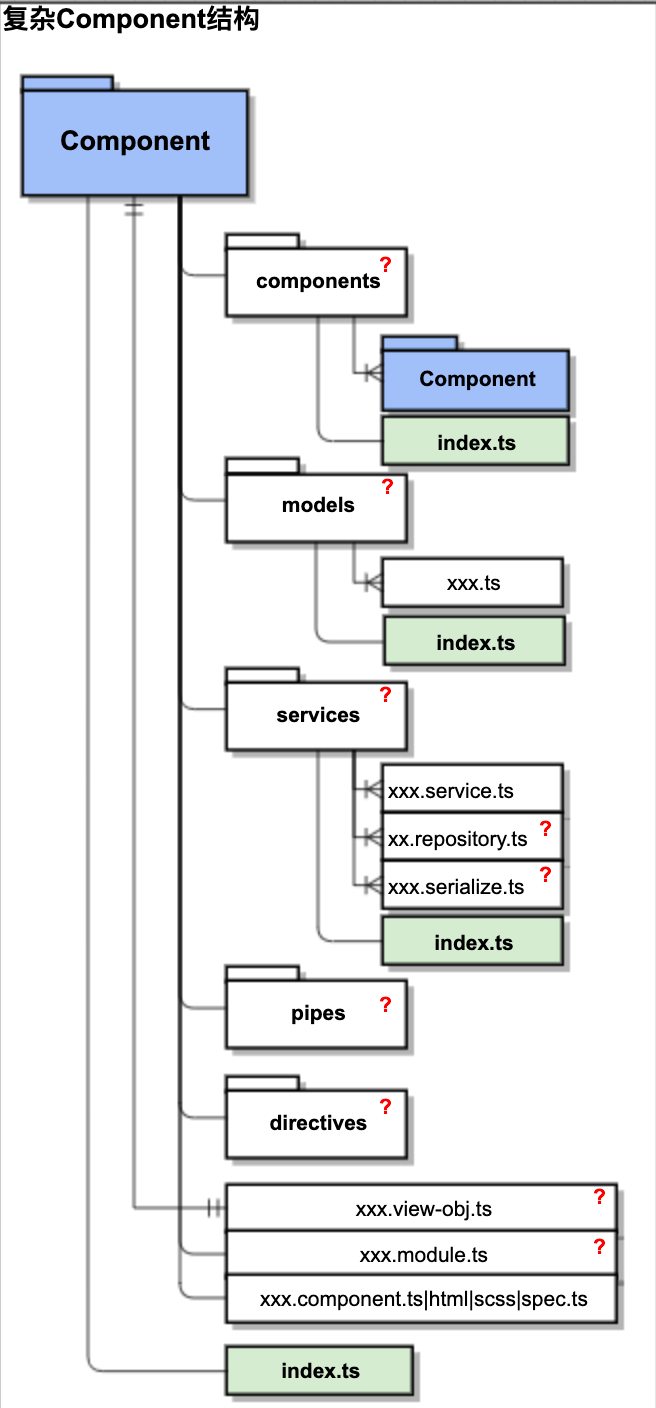 复杂Component结构
Component
?
components
Component
index.ts
?
models
xxx.ts
index.ts
?
services
xxx.service.ts
xx.repository.ts ?
xxx.serialize.ts ?
index.ts
?
pipes
?
directives
xxx.view-obj.ts ?
xxx.module.ts ?
xxx.component.ts|html|scss|spec.ts
index.ts